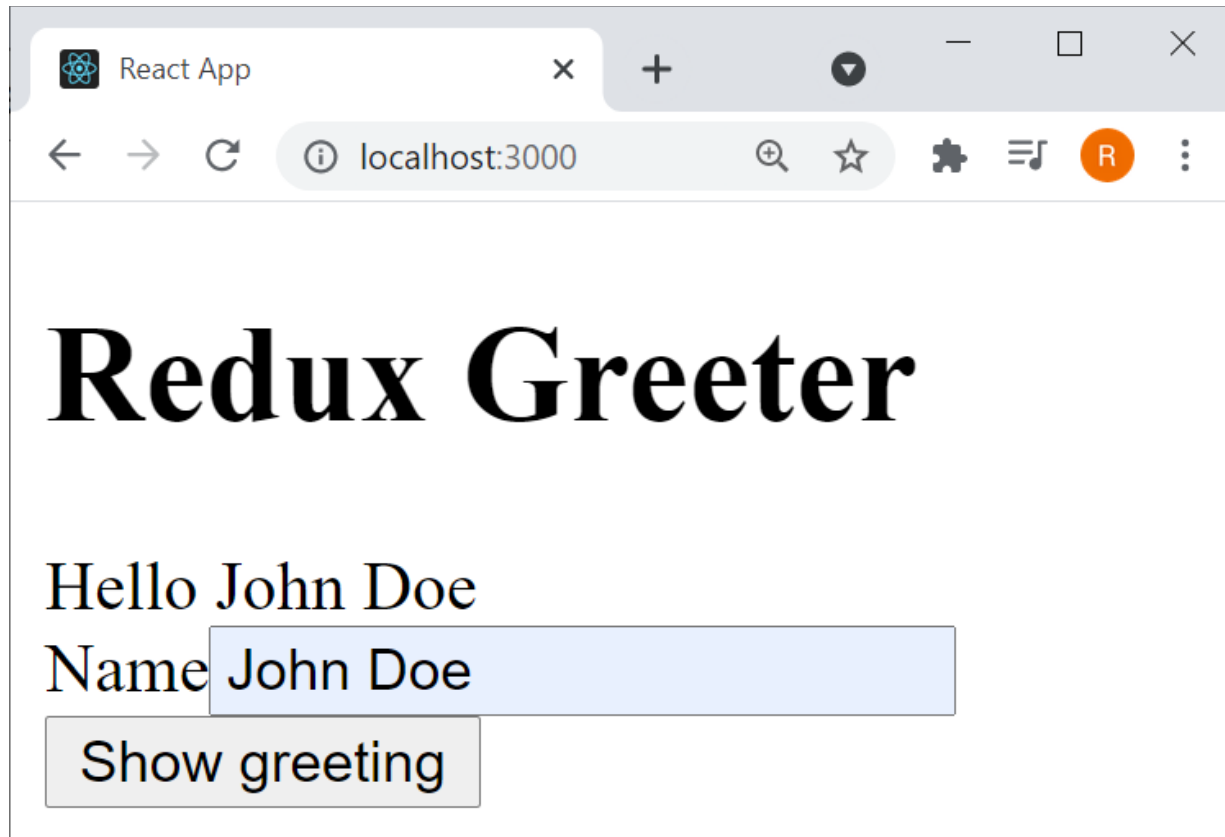 React App
localhost:3000
R
Redux Greeter
Hello John Doe
Name John Doe
Show greeting